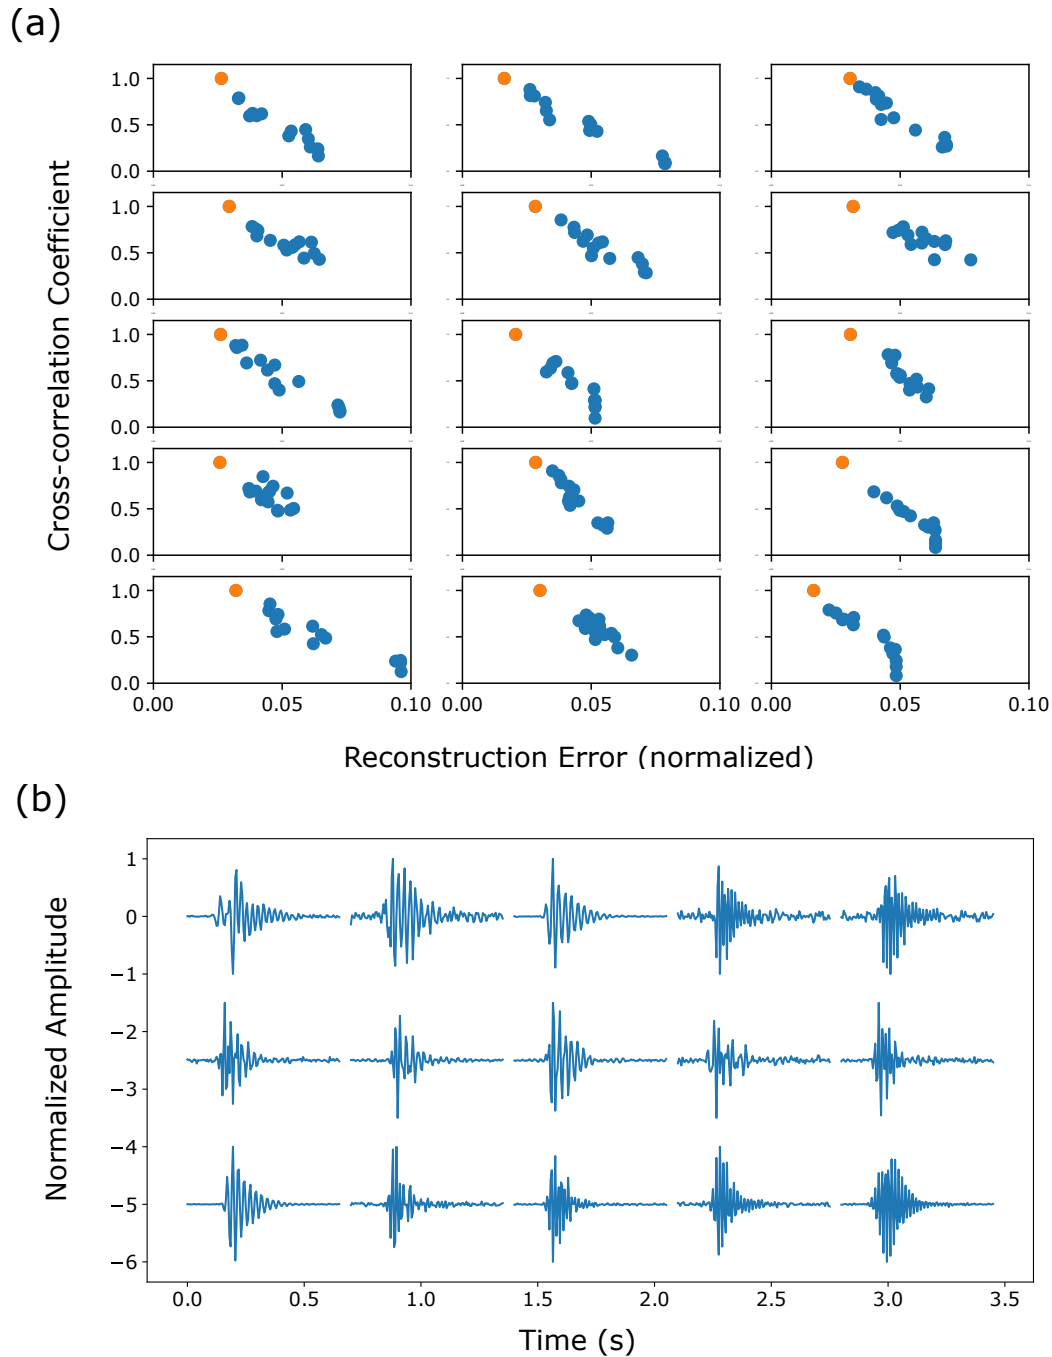 (a)
Cross-correlation Coefficient
1.0
0.5
0.0
1.0
0.5
0.0
1.0
0.5
0.0
1.0
0.5
0.0
1.0
0.5
0.0
0.00 0.05 0.10 0.00 0.05 0.10 0.00 0.05 0.10
Reconstruction Error (normalized)
(b)
Normalized Amplitude
1
0
−1
−2
−3
−4
−5
−6
0.0 0.5 1.0 1.5 2.0 2.5 3.0 3.5
Time (s)